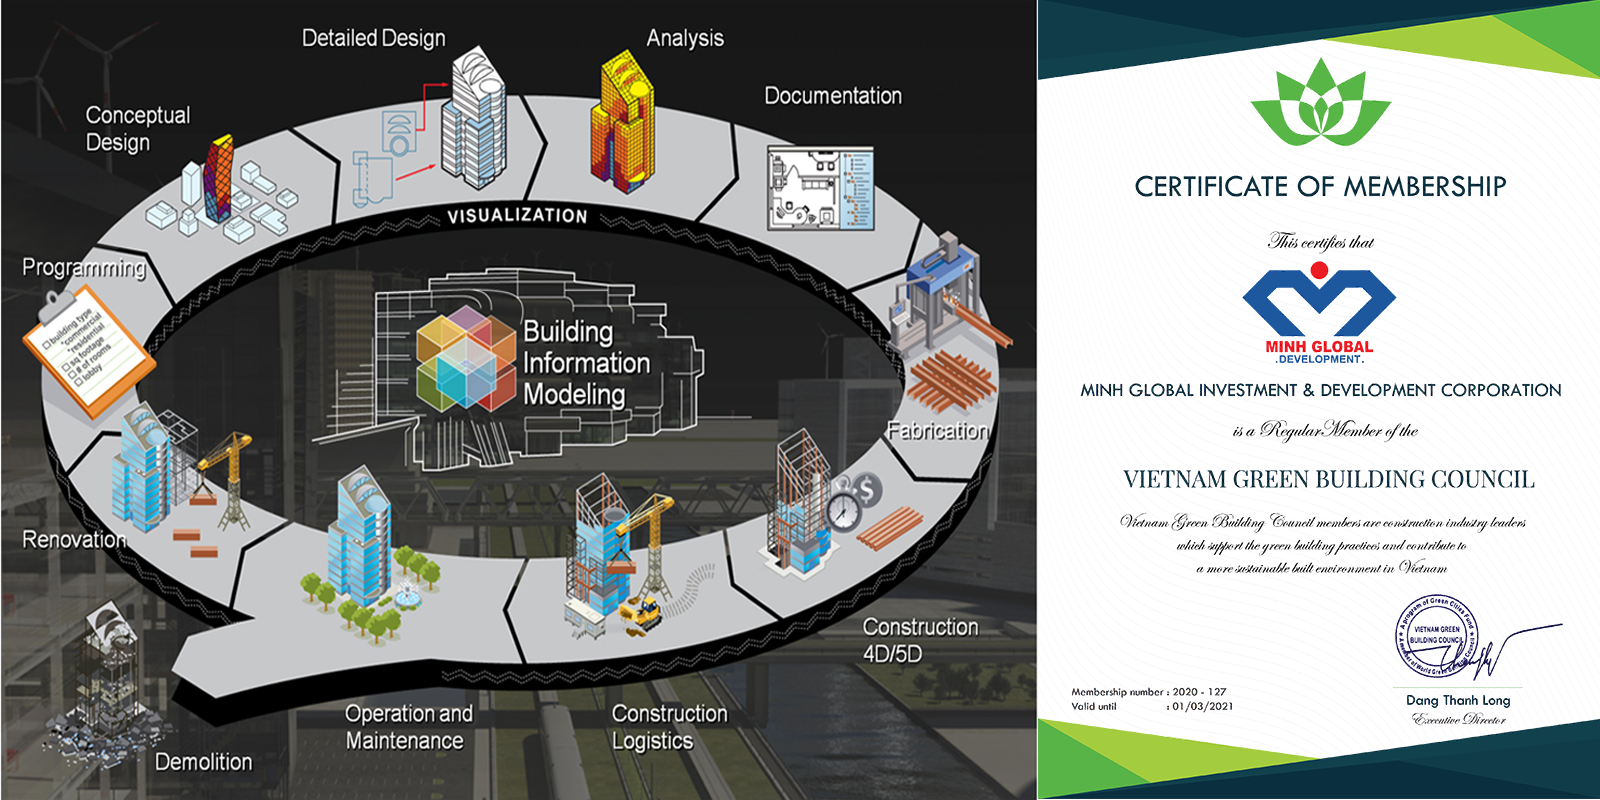 Detailed Design
Analysis
Documentation
Conceptual
Design
VISUALIZATION
Programming
building type
*commercial
*residential...
sq footage
# of rooms
lobby
Building
Information
Modeling
Fabrication
Renovation
$
Construction
4D/5D
Operation and
Maintenance
Construction
Logistics
Demolition
CERTIFICATE OF MEMBERSHIP
This certifies that
MINH GLOBAL
.DEVELOPMENT.
MINH GLOBAL INVESTMENT & DEVELOPMENT CORPORATION
is a Regular Member of the
VIETNAM GREEN BUILDING COUNCIL
Vietnam Green Building Council members are construction industry leaders
which support the green building practices and contribute to
a more sustainable built environment in Vietnam
A program of Green Cities Fund
VIETNAM GREEN
BUILDING COUNCIL
Membership number : 2020 - 127
Valid until : 01/03/2021
Dang Thanh Long
Executive Director